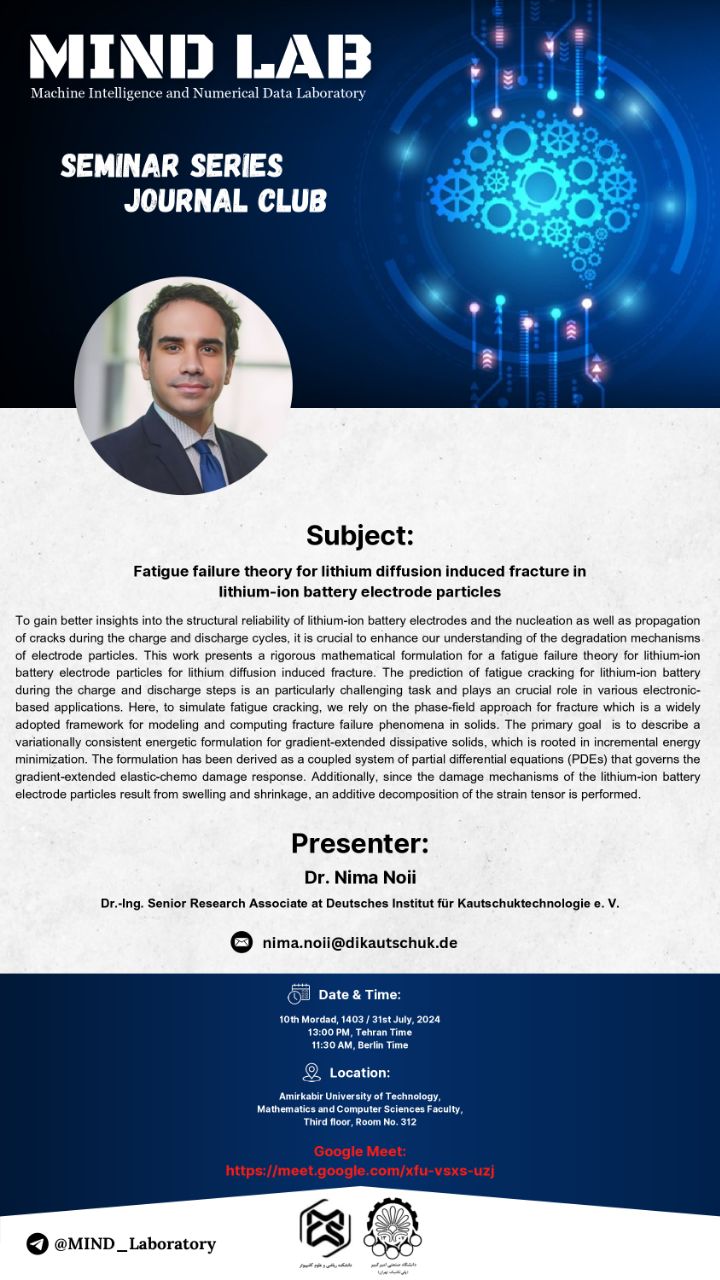 MIND LAB
Machine Intelligence and Numerical Data Laboratory
SEMINAR SERIES
JOURNAL CLUB
Subject:
Fatigue failure theory for lithium diffusion induced fracture in
lithium-ion battery electrode particles
To gain better insights into the structural reliability of lithium-ion battery electrodes and the nucleation as well as propagation
of cracks during the charge and discharge cycles, it is crucial to enhance our understanding of the degradation mechanisms
of electrode particles. This work presents a rigorous mathematical formulation for a fatigue failure theory for lithium-ion
battery electrode particles for lithium diffusion induced fracture. The prediction of fatigue cracking for lithium-ion battery
during the charge and discharge steps is an particularly challenging task and plays an crucial role in various electronic-
based applications. Here, to simulate fatigue cracking, we rely on the phase-field approach for fracture which is a widely
adopted framework for modeling and computing fracture failure phenomena in solids. The primary goal is to describe a
variationally consistent energetic formulation for gradient-extended dissipative solids, which is rooted in incremental energy
minimization. The formulation has been derived as a coupled system of partial differential equations (PDEs) that governs the
gradient-extended elastic-chemo damage response. Additionally, since the damage mechanisms of the lithium-ion battery
electrode particles result from swelling and shrinkage, an additive decomposition of the strain tensor is performed.
Presenter:
Dr. Nima Noii
Dr.-Ing. Senior Research Associate at Deutsches Institut für Kautschuktechnologie e. V.
nima.noii@dikautschuk.de
Date & Time:
10th Mordad, 1403 / 31st July, 2024
13:00 PM, Tehran Time
11:30 AM, Berlin Time
Location:
Amirkabir University of Technology,
Mathematics and Computer Sciences Faculty,
Third floor, Room No. 312
Google Meet:
https://meet.google.com/xfu-vsxs-uzj
@MIND_Laboratory
دانشکده ریاضی و علوم کامپیوتر
دانشگاه صنعتی امیرکبیر
(پلی تکنیک تهران)